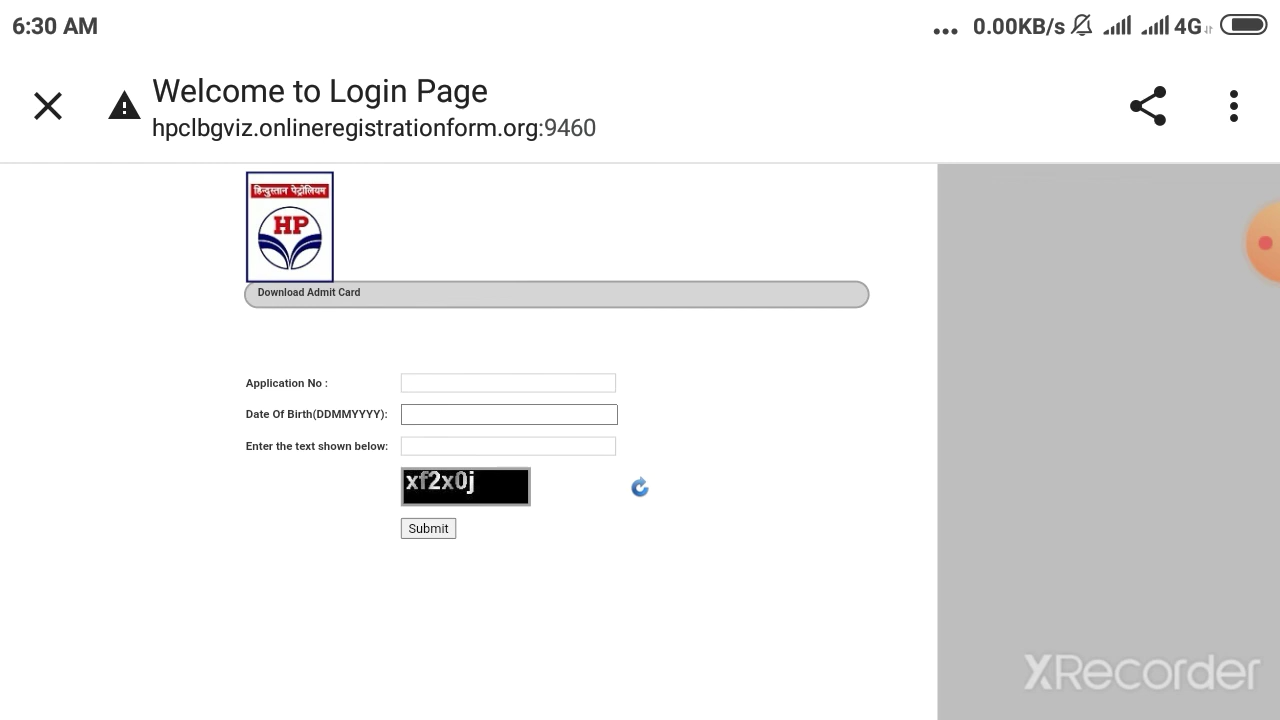 6:30 AM
... 0.00KB/s 4G
Welcome to Login Page
hpclbgviz.onlineregistrationform.org:9460
हिन्दुस्तान पेट्रोलियम
HP
Download Admit Card
Application No :
Date Of Birth(DDMMYYYY):
Enter the text shown below:
xf2x0j
Submit
XRecorder